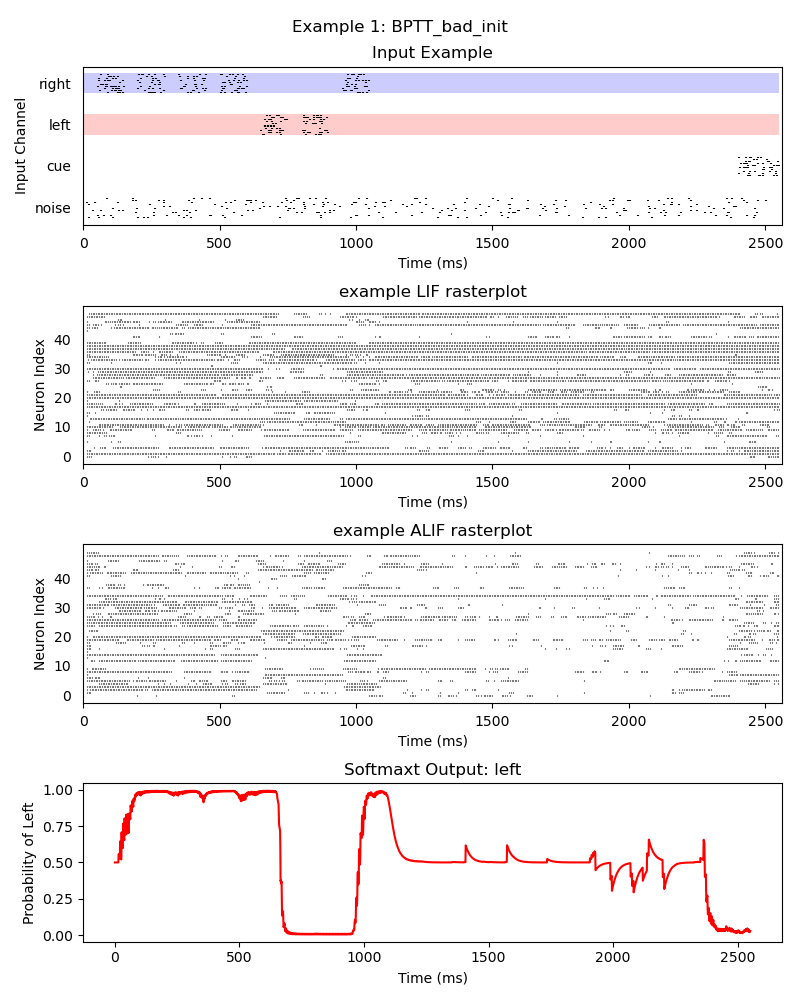 Example 1: BPTT_bad_init
Input Example
Input Channel
right
left
cue
noise
0 500 1000 1500 2000 2500
Time (ms)
example LIF rasterplot
Neuron Index
40
30
20
10
0
0 500 1000 1500 2000 2500
Time (ms)
example ALIF rasterplot
Neuron Index
40
30
20
10
0
0 500 1000 1500 2000 2500
Time (ms)
Softmaxt Output: left
Probability of Left
1.00
0.75
0.50
0.25
0.00
0 500 1000 1500 2000 2500
Time (ms)